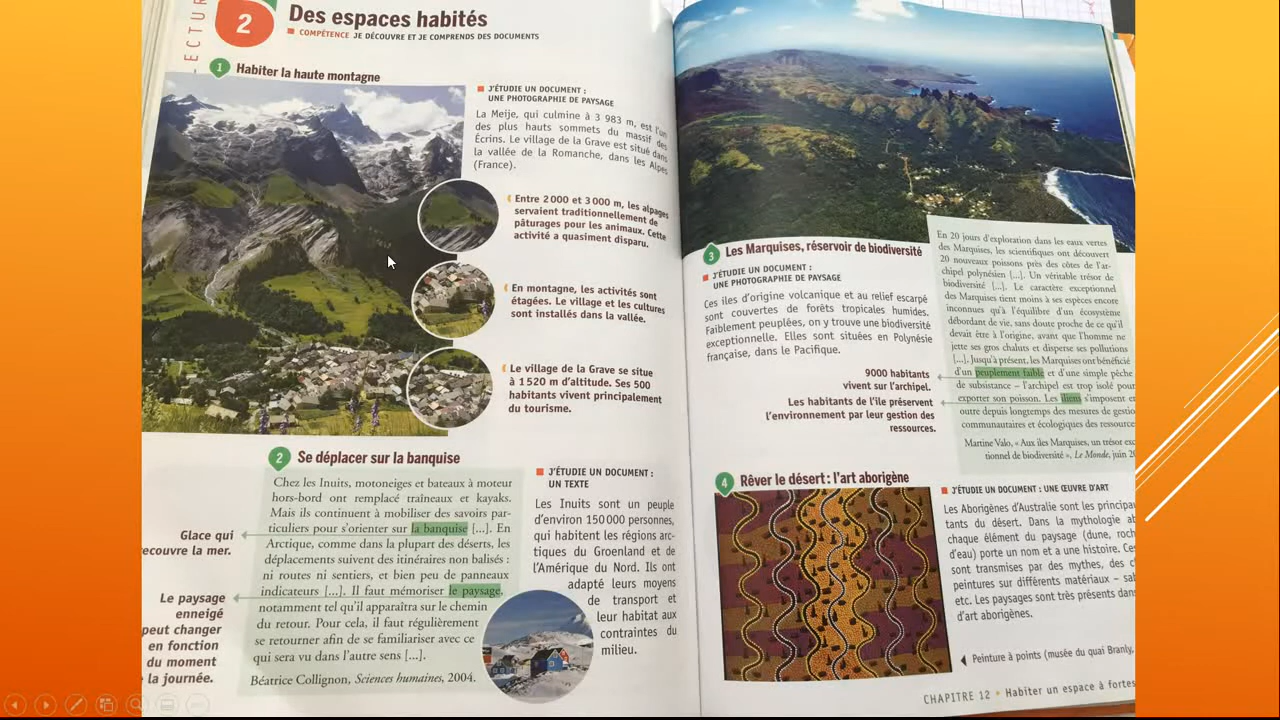 2
Des espaces habités
COMPÉTENCE JE DÉCOUVRE ET JE COMPRENDS DES DOCUMENTS
1 Habiter la haute montagne
J'ÉTUDIE UN DOCUMENT :
UNE PHOTOGRAPHIE DE PAYSAGE
La Meije, qui culmine à 3 983 m, est l'un
des plus hauts sommets du massif des
Écrins. Le village de la Grave est situé dans
la vallée de la Romanche, dans les Alpes
(France).
Entre 2 000 et 3 000 m, les alpages
servaient traditionnellement de
pâturages pour les animaux. Cette
activité a quasiment disparu.
En montagne, les activités sont
étagées. Le village et les cultures
sont installés dans la vallée.
Le village de la Grave se situe
à 1 520 m d'altitude. Ses 500
habitants vivent principalement
du tourisme.
2 Se déplacer sur la banquise
Chez les Inuits, motoneiges et bateaux à moteur
hors-bord ont remplacé traîneaux et kayaks.
Mais ils continuent à mobiliser des savoirs par-
ticuliers pour s'orienter sur la banquise [...]. En
Arctique, comme dans la plupart des déserts, les
déplacements suivent des itinéraires non balisés :
ni routes ni sentiers, et bien peu de panneaux
indicateurs [...]. Il faut mémoriser le paysage,
notamment tel qu'il apparaîtra sur le chemin
du retour. Pour cela, il faut régulièrement
se retourner afin de se familiariser avec ce
qui sera vu dans l'autre sens [...].
Béatrice Collignon, Sciences humaines, 2004.
Glace qui
ecouvre la mer.
Le paysage
enneigé
peut changer
en fonction
du moment
la journée.
J'ÉTUDIE UN DOCUMENT :
UN TEXTE
Les Inuits sont un peuple
d'environ 150 000 personnes,
qui habitent les régions arc-
tiques du Groenland et de
l'Amérique du Nord. Ils ont
adapté leurs moyens
de transport et
leur habitat aux
contraintes du
milieu.
3 Les Marquises, réservoir de biodiversité
J'ÉTUDIE UN DOCUMENT :
UNE PHOTOGRAPHIE DE PAYSAGE
Ces iles d'origine volcanique et au relief escarpé
sont couvertes de forêts tropicales humides.
Faiblement peuplées, on y trouve une biodiversité
exceptionnelle. Elles sont situées en Polynésie
française, dans le Pacifique.
9000 habitants
vivent sur l'archipel.
Les habitants de l'île préservent
l'environnement par leur gestion des
ressources.
En 20 jours d'exploration dans les eaux vertes
des Marquises, les scientifiques ont découvert
20 nouveaux poissons près des côtes de l'ar-
chipel polynésien [...]. Un véritable trésor de
biodiversité [...]. Le caractère exceptionnel
des Marquises tient moins à ses espèces encore
inconnues qu'à l'équilibre d'un écosystème
débordant de vie, sans doute proche de ce qu'il
devait être à l'origine, avant que l'homme ne
jette ses gros chaluts et disperse ses pollutions
[...]. Jusqu'à présent, les Marquises ont bénéficié
d'un peuplement faible et d'une simple pêche
de subsistance – l'archipel est trop isolé pour
exporter son poisson. Les îliens s'imposent en
outre depuis longtemps des mesures de gestio
communautaires et écologiques des ressource
Martine Valo, « Aux îles Marquises, un trésor exc
tionnel de biodiversité », Le Monde, juin 20
4 Rêver le désert : l'art aborigène
J'ÉTUDIE UN DOCUMENT : UNE ŒUVRE D'ART
Les Aborigènes d'Australie sont les principa
tants du désert. Dans la mythologie ab
chaque élément du paysage (dune, roch
d'eau) porte un nom et a une histoire. Ces
sont transmises par des mythes, des c
peintures sur différents matériaux – sa
etc. Les paysages sont très présents dans
d'art aborigènes.
Peinture à points (musée du quai Branly,
CHAPITRE 12 • Habiter un espace à fortes